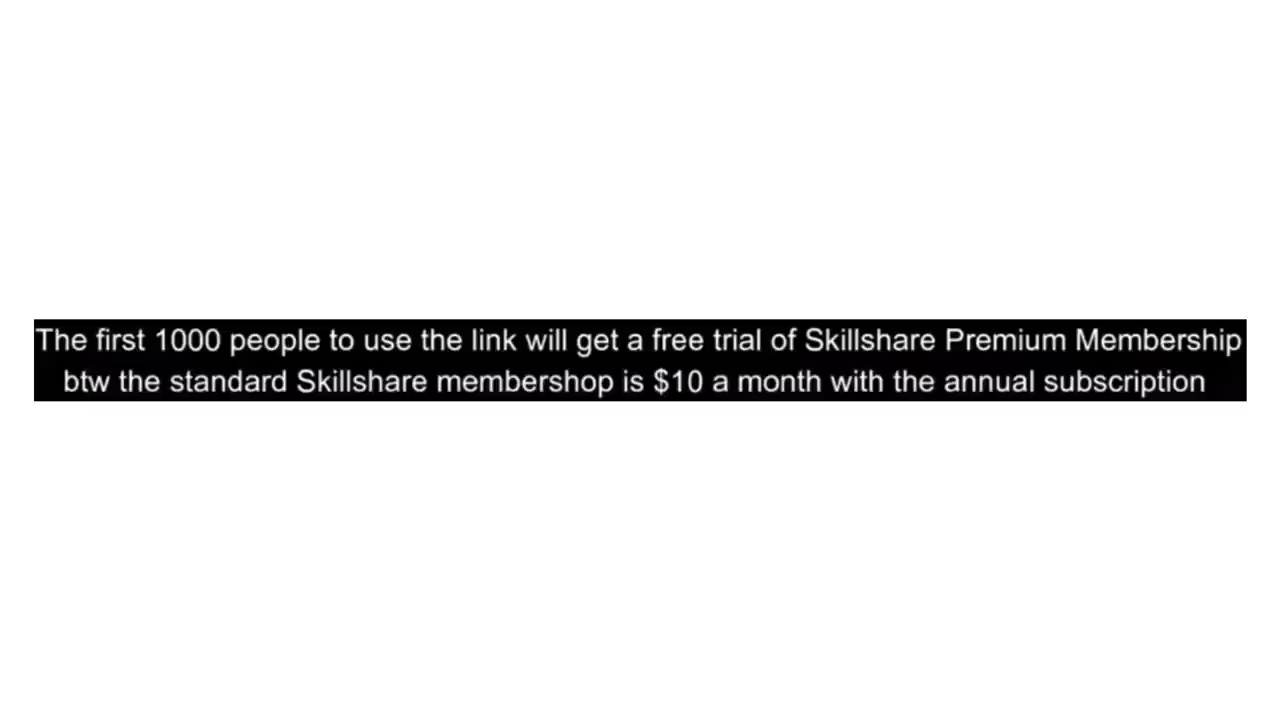 The first 1000 people to use the link will get a free trial of Skillshare Premium Membership
btw the standard Skillshare membershop is $10 a month with the annual subscription